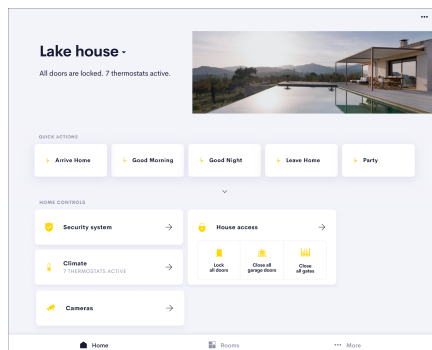 Lake house
All doors are locked. 7 thermostats active.
QUICK ACTIONS
Arrive Home
Good Morning
Good Night
Leave Home
Party
HOME CONTROLS
Security system
House access
Lock
all doors
Close all
garage doors
Close
all gates
Climate
7 THERMOSTATS ACTIVE
Cameras
Home
Rooms
More